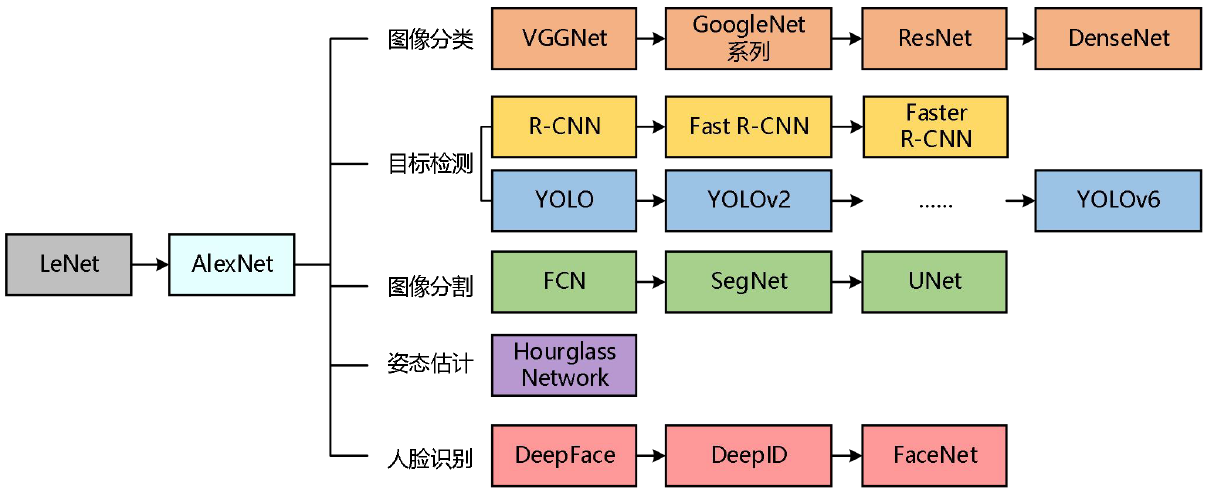 图像分类
VGGNet
GoogleNet
系列
ResNet
DenseNet
目标检测
R-CNN
Fast R-CNN
Faster
R-CNN
YOLO
YOLOv2
……
YOLOv6
LeNet
AlexNet
图像分割
FCN
SegNet
UNet
姿态估计
Hourglass
Network
人脸识别
DeepFace
DeepID
FaceNet